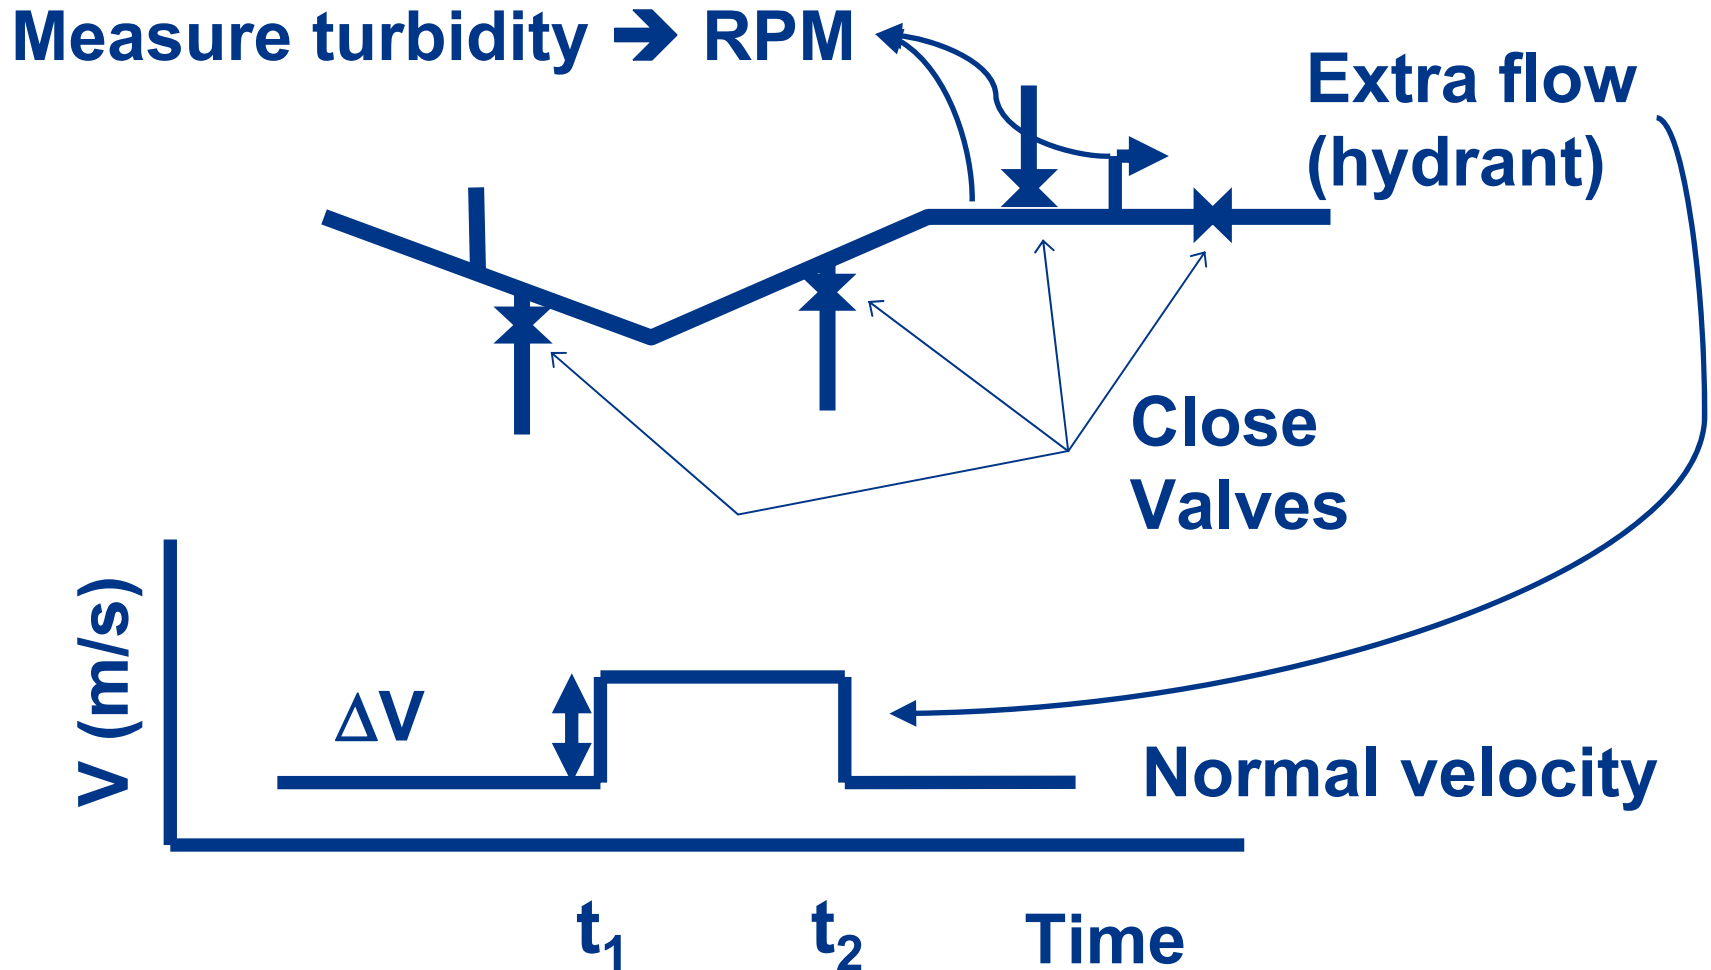 Measure turbidity ➔ RPM
Extra flow
(hydrant)
Close
Valves
V (m/s)
ΔV
Normal velocity
t₁
t₂
Time